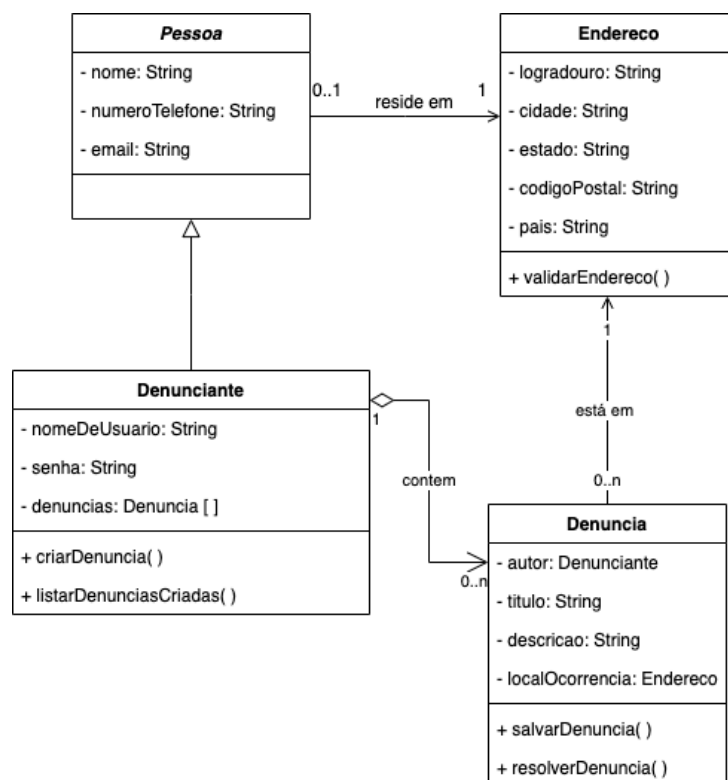 Pessoa
- nome: String
- numeroTelefone: String
- email: String
0..1
reside em
1
Endereco
- logradouro: String
- cidade: String
- estado: String
- codigoPostal: String
- pais: String
+ validarEndereco( )
1
está em
0..n
Denunciante
- nomeDeUsuario: String
- senha: String
- denuncias: Denuncia [ ]
+ criarDenuncia( )
+ listarDenunciasCriadas( )
1
contem
0..n
Denuncia
- autor: Denunciante
- titulo: String
- descricao: String
- localOcorrencia: Endereco
+ salvarDenuncia( )
+ resolverDenuncia( )